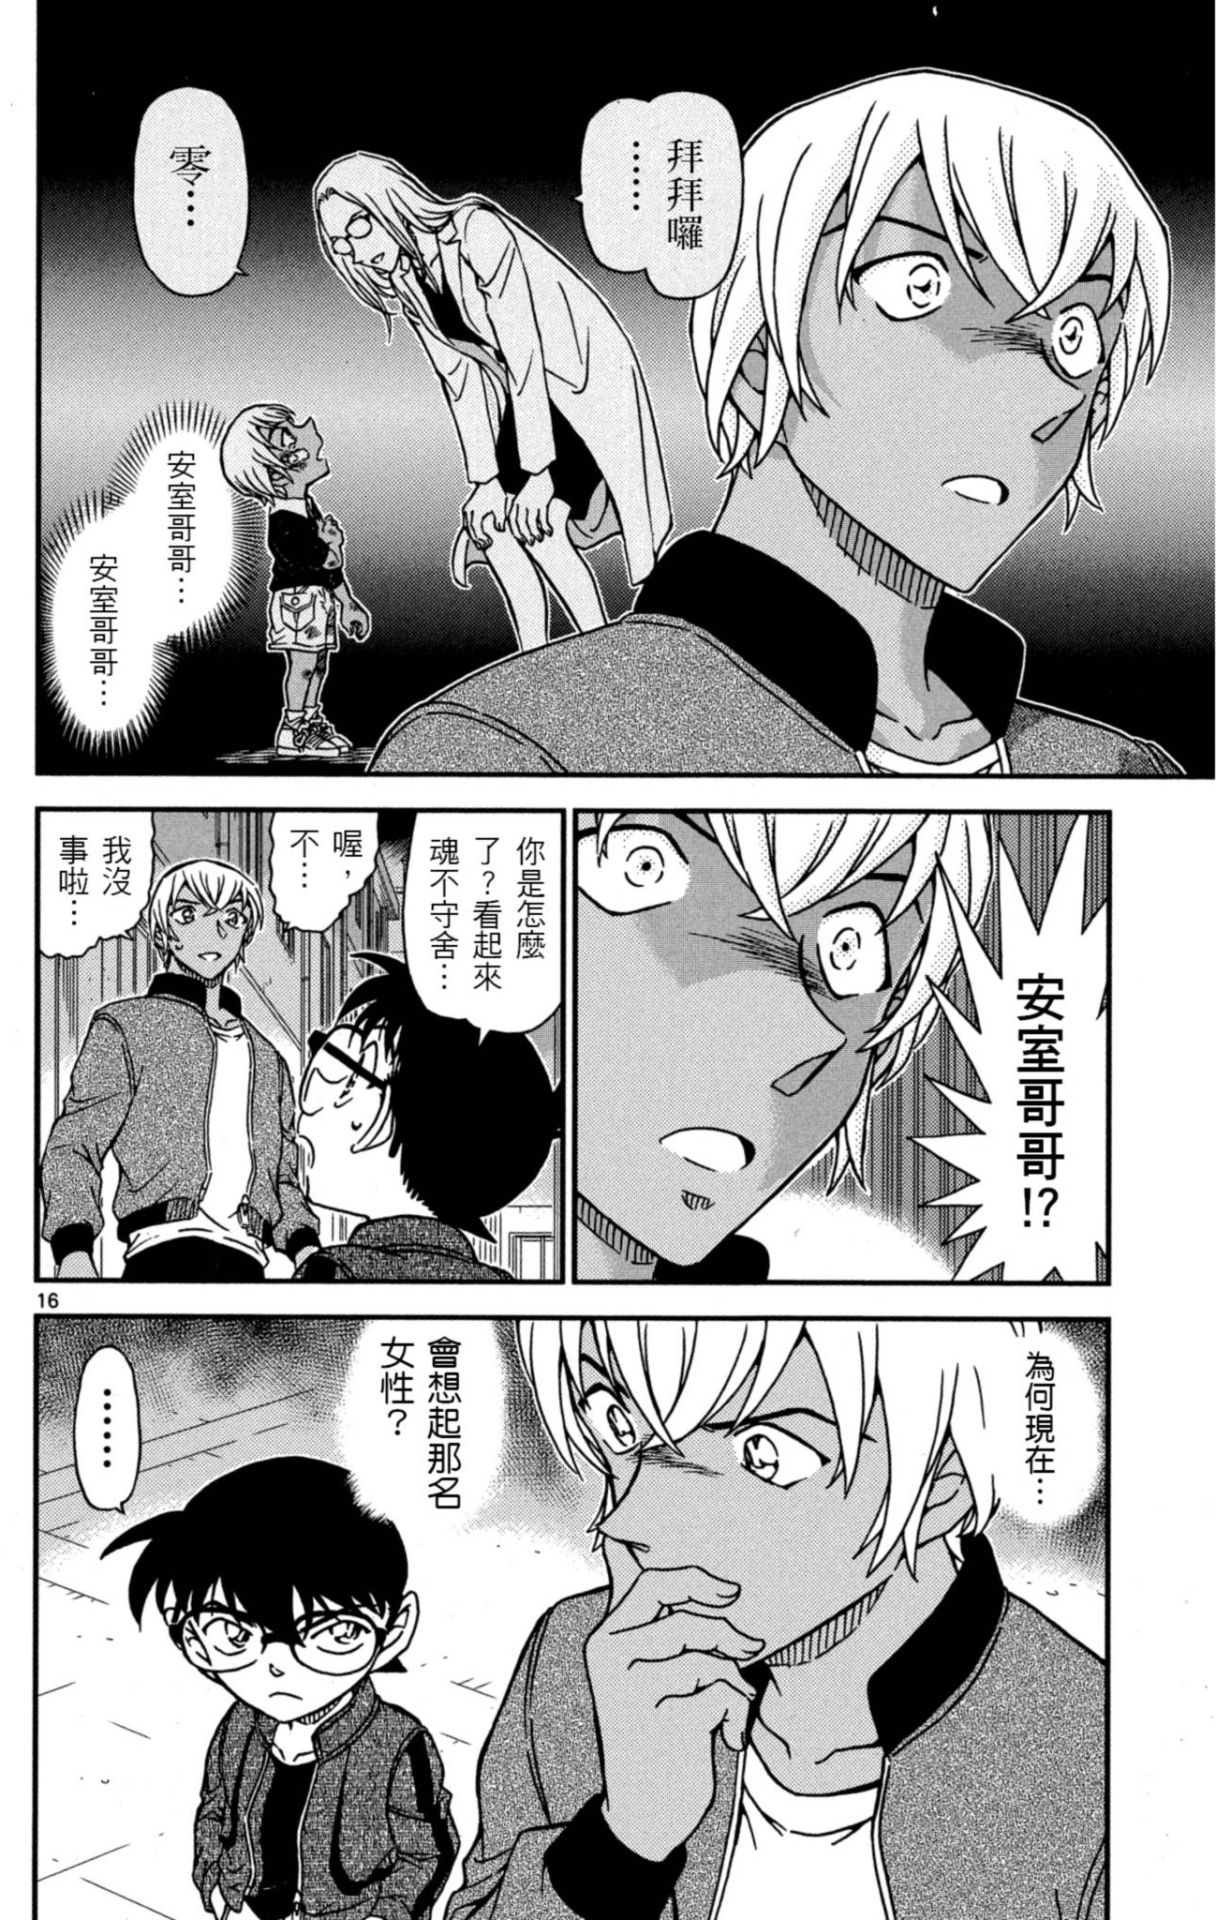 拜拜囉
……
零…
安室哥哥…
安室哥哥…
安室哥哥!?
你是怎麼
了？看起來
魂不守舍…
喔，
不…
我沒
事啦…
16
為何現在…
會想起那名
女性？
……